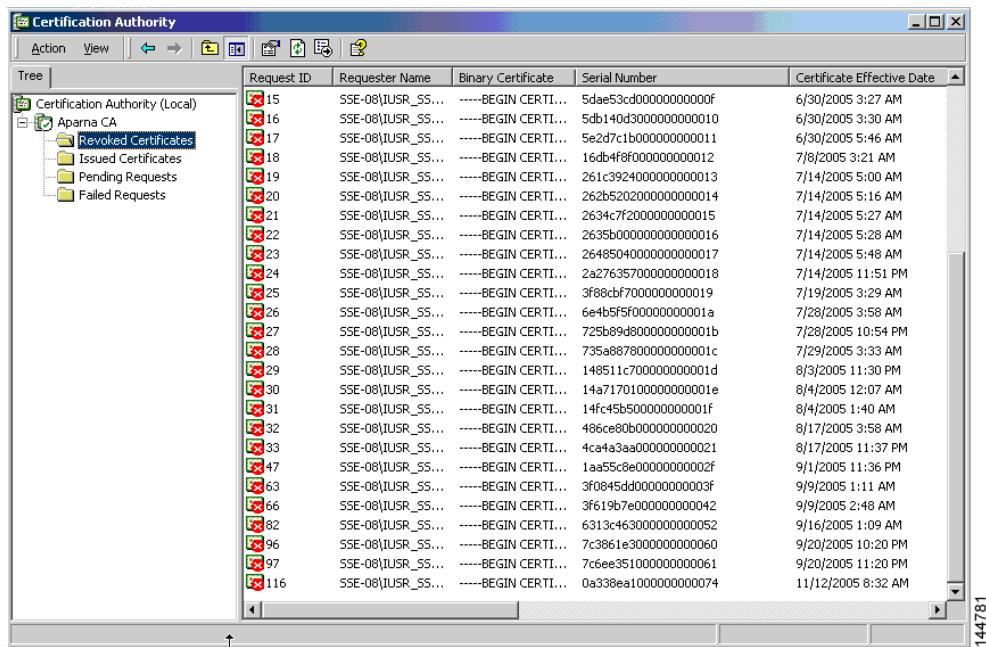 Certification Authority
Action View
Tree
Request ID Requester Name Binary Certificate Serial Number Certificate Effective Date
Certification Authority (Local)
Aparna CA
Revoked Certificates
Issued Certificates
Pending Requests
Failed Requests
15 SSE-08\IUSR_SS... -----BEGIN CERTI... 5dae53cd00000000000f 6/30/2005 3:27 AM
16 SSE-08\IUSR_SS... -----BEGIN CERTI... 5db140d3000000000010 6/30/2005 3:30 AM
17 SSE-08\IUSR_SS... -----BEGIN CERTI... 5e2d7c1b000000000011 6/30/2005 5:46 AM
18 SSE-08\IUSR_SS... -----BEGIN CERTI... 16db4f8f000000000012 7/8/2005 3:21 AM
19 SSE-08\IUSR_SS... -----BEGIN CERTI... 261c3924000000000013 7/14/2005 5:00 AM
20 SSE-08\IUSR_SS... -----BEGIN CERTI... 262b5202000000000014 7/14/2005 5:16 AM
21 SSE-08\IUSR_SS... -----BEGIN CERTI... 2634c7f2000000000015 7/14/2005 5:27 AM
22 SSE-08\IUSR_SS... -----BEGIN CERTI... 2635b000000000000016 7/14/2005 5:28 AM
23 SSE-08\IUSR_SS... -----BEGIN CERTI... 26485040000000000017 7/14/2005 5:48 AM
24 SSE-08\IUSR_SS... -----BEGIN CERTI... 2a276357000000000018 7/14/2005 11:51 PM
25 SSE-08\IUSR_SS... -----BEGIN CERTI... 3f88cbf7000000000019 7/19/2005 3:29 AM
26 SSE-08\IUSR_SS... -----BEGIN CERTI... 6e4b5f5f00000000001a 7/28/2005 3:58 AM
27 SSE-08\IUSR_SS... -----BEGIN CERTI... 725b89d800000000001b 7/28/2005 10:54 PM
28 SSE-08\IUSR_SS... -----BEGIN CERTI... 735a887800000000001c 7/29/2005 3:33 AM
29 SSE-08\IUSR_SS... -----BEGIN CERTI... 148511c700000000001d 8/3/2005 11:30 PM
30 SSE-08\IUSR_SS... -----BEGIN CERTI... 14a7170100000000001e 8/4/2005 12:07 AM
31 SSE-08\IUSR_SS... -----BEGIN CERTI... 14fc45b500000000001f 8/4/2005 1:40 AM
32 SSE-08\IUSR_SS... -----BEGIN CERTI... 486ce80b000000000020 8/17/2005 3:58 AM
33 SSE-08\IUSR_SS... -----BEGIN CERTI... 4ca4a3aa000000000021 8/17/2005 11:37 PM
47 SSE-08\IUSR_SS... -----BEGIN CERTI... 1aa55c8e00000000002f 9/1/2005 11:36 PM
63 SSE-08\IUSR_SS... -----BEGIN CERTI... 3f0845dd00000000003f 9/9/2005 1:11 AM
66 SSE-08\IUSR_SS... -----BEGIN CERTI... 3f619b7e000000000042 9/9/2005 2:48 AM
82 SSE-08\IUSR_SS... -----BEGIN CERTI... 6313c463000000000052 9/16/2005 1:09 AM
96 SSE-08\IUSR_SS... -----BEGIN CERTI... 7c3861e3000000000060 9/20/2005 10:20 PM
97 SSE-08\IUSR_SS... -----BEGIN CERTI... 7c6ee351000000000061 9/20/2005 11:20 PM
116 SSE-08\IUSR_SS... -----BEGIN CERTI... 0a338ea1000000000074 11/12/2005 8:32 AM
144781